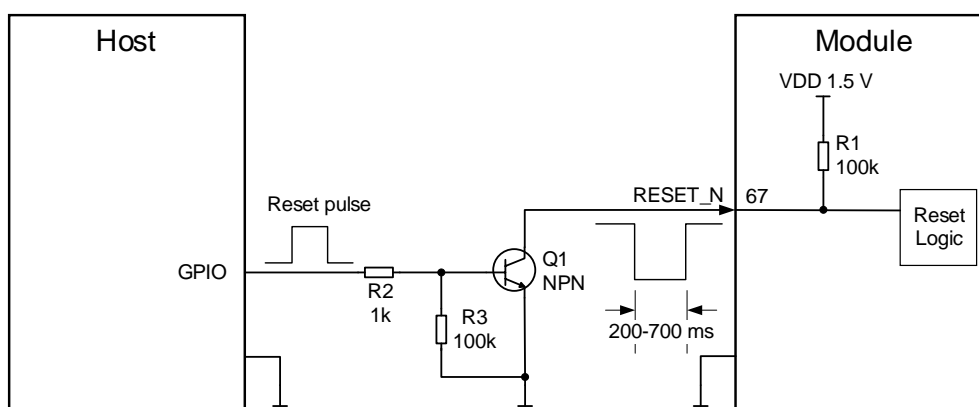 Host
Module
VDD 1.5 V
R1
100k
Reset pulse
RESET_N
67
Reset
Logic
GPIO
Q1
NPN
R2
1k
R3
100k
200-700 ms